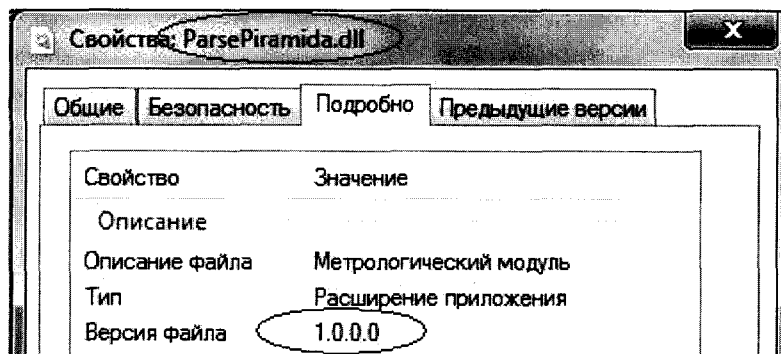 Свойства: ParsePiramida.dll
Общие Безопасность Подробно Предыдущие версии
Свойство Значение
Описание
Описание файла Метрологический модуль
Тип Расширение приложения
Версия файла 1.0.0.0